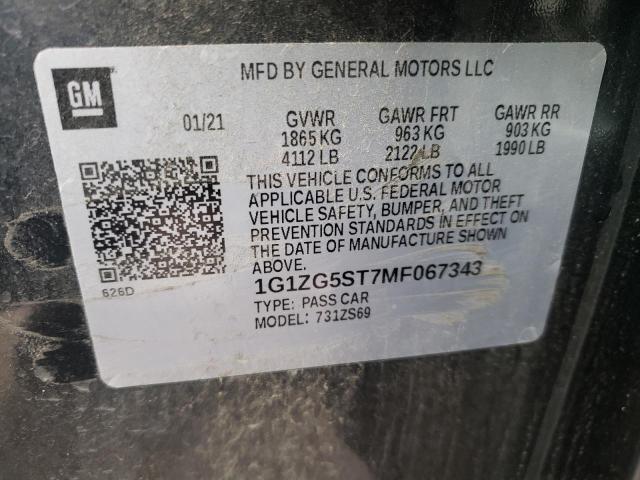 GM
MFD BY GENERAL MOTORS LLC
01/21 GVWR GAWR FRT GAWR RR
1865 KG 963 KG 903 KG
4112 LB 2122 LB 1990 LB
THIS VEHICLE CONFORMS TO ALL
APPLICABLE U.S. FEDERAL MOTOR
VEHICLE SAFETY, BUMPER, AND THEFT
PREVENTION STANDARDS IN EFFECT ON
THE DATE OF MANUFACTURE SHOWN
ABOVE.
626D
1G1ZG5ST7MF067343
TYPE: PASS CAR
MODEL: 731ZS69